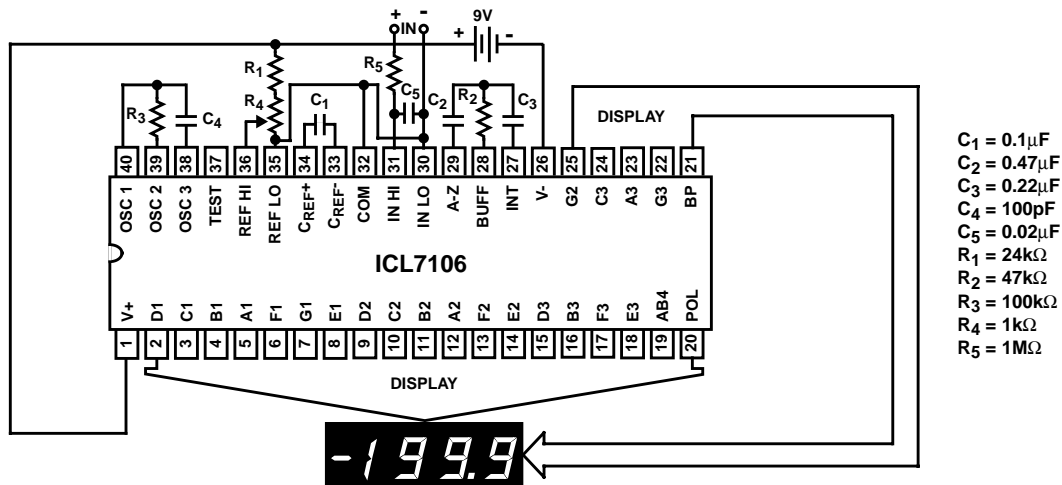 + -
IN
9V
+ -
R1
R5
C5
R4
C1
C2
R2
C3
R3
C4
DISPLAY
40 39 38 37 36 35 34 33 32 31 30 29 28 27 26 25 24 23 22 21
OSC 1 OSC 2 OSC 3 TEST REF HI REF LO CREF+ CREF- COM IN HI IN LO A-Z BUFF INT V- G2 C3 A3 G3 BP
ICL7106
V+ D1 C1 B1 A1 F1 G1 E1 D2 C2 B2 A2 F2 E2 D3 B3 F3 E3 AB4 POL
1 2 3 4 5 6 7 8 9 10 11 12 13 14 15 16 17 18 19 20
DISPLAY
-199.9
C1 = 0.1μF
C2 = 0.47μF
C3 = 0.22μF
C4 = 100pF
C5 = 0.02μF
R1 = 24kΩ
R2 = 47kΩ
R3 = 100kΩ
R4 = 1kΩ
R5 = 1MΩ